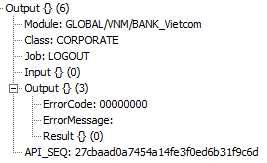 Output {} (6)
Module: GLOBAL/VNM/BANK_Vietcom
Class: CORPORATE
Job: LOGOUT
Input {} (0)
Output {} (3)
ErrorCode: 00000000
ErrorMessage:
Result {} (0)
API_SEQ: 27cbaad0a7454a14fe3f0ed6b31f9c6d